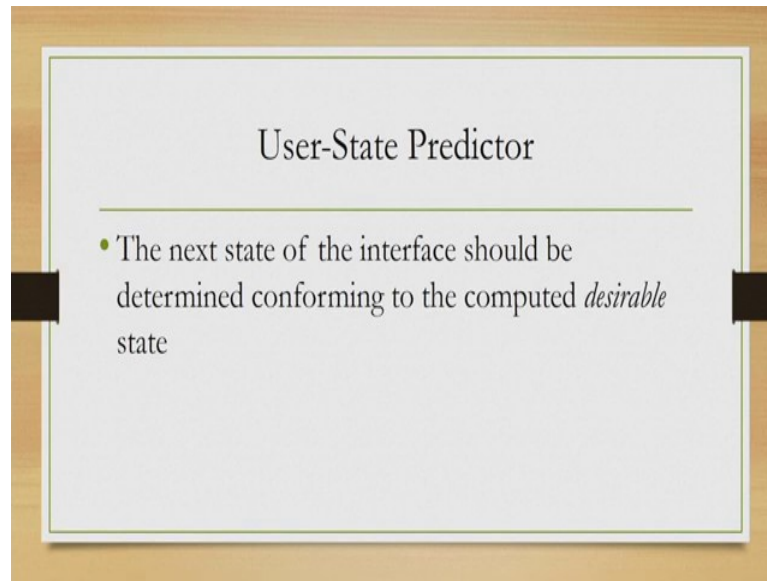 User-State Predictor
• The next state of the interface should be
determined conforming to the computed desirable
state